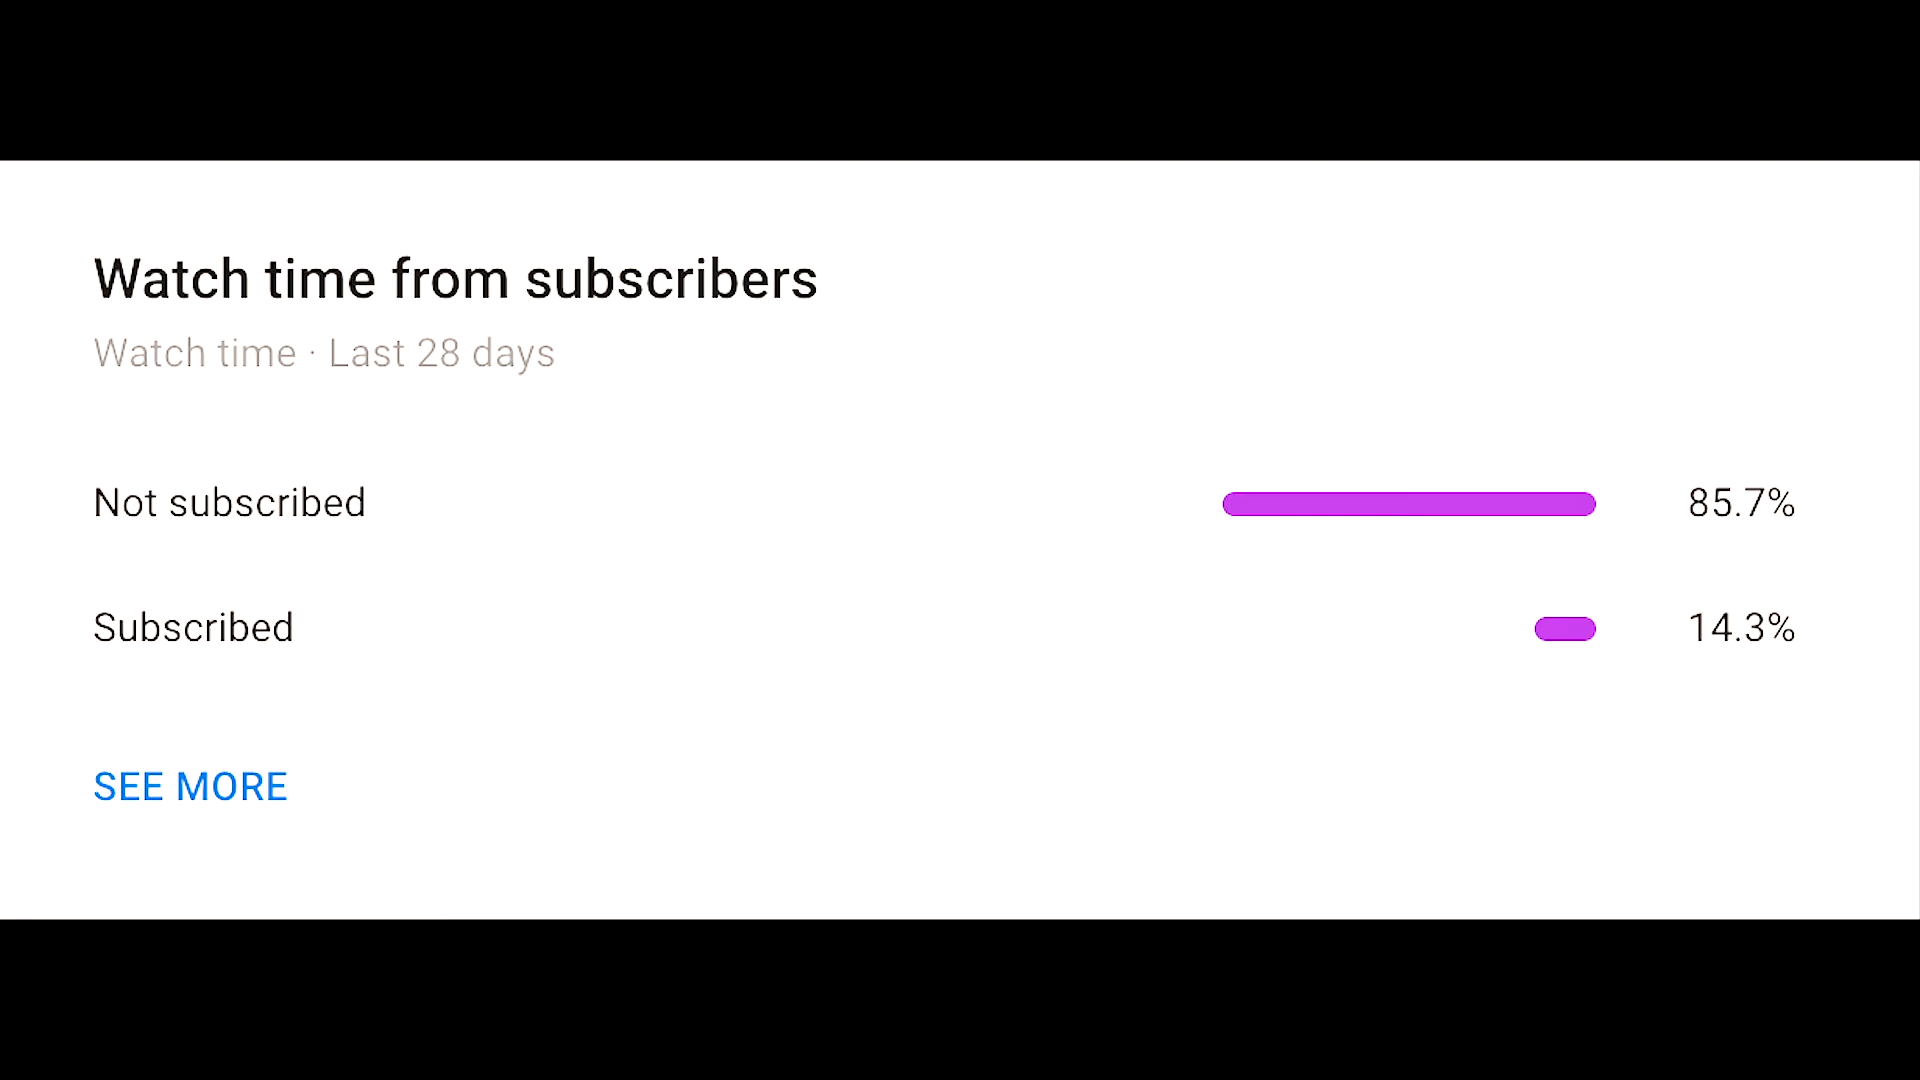 Watch time from subscribers
Watch time · Last 28 days
Not subscribed 85.7%
Subscribed 14.3%
SEE MORE